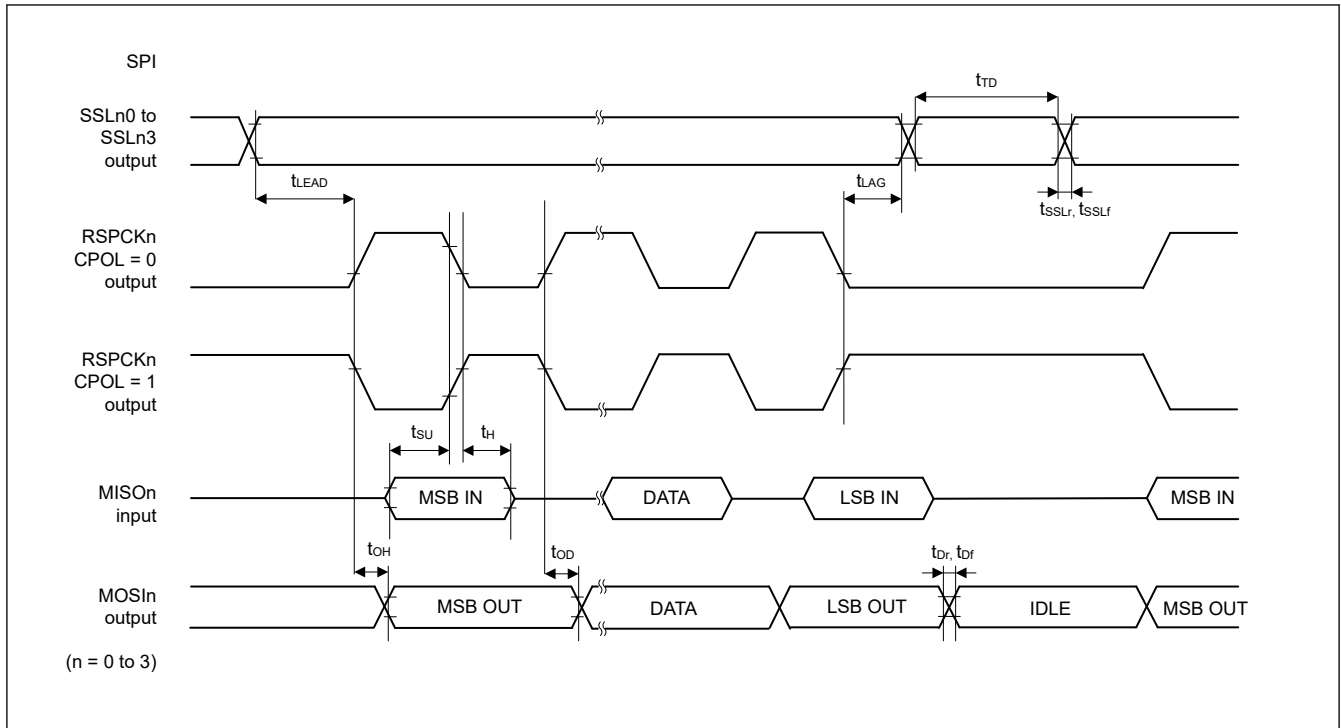 SPI
SSLn0 to
SSLn3
output
tTD
tLEAD
tLAG
tSSLr, tSSLf
RSPCKn
CPOL = 0
output
RSPCKn
CPOL = 1
output
tSU
tH
MISOn
input
MSB IN
DATA
LSB IN
MSB IN
tOH
tOD
tDr, tDf
MOSIn
output
MSB OUT
DATA
LSB OUT
IDLE
MSB OUT
(n = 0 to 3)